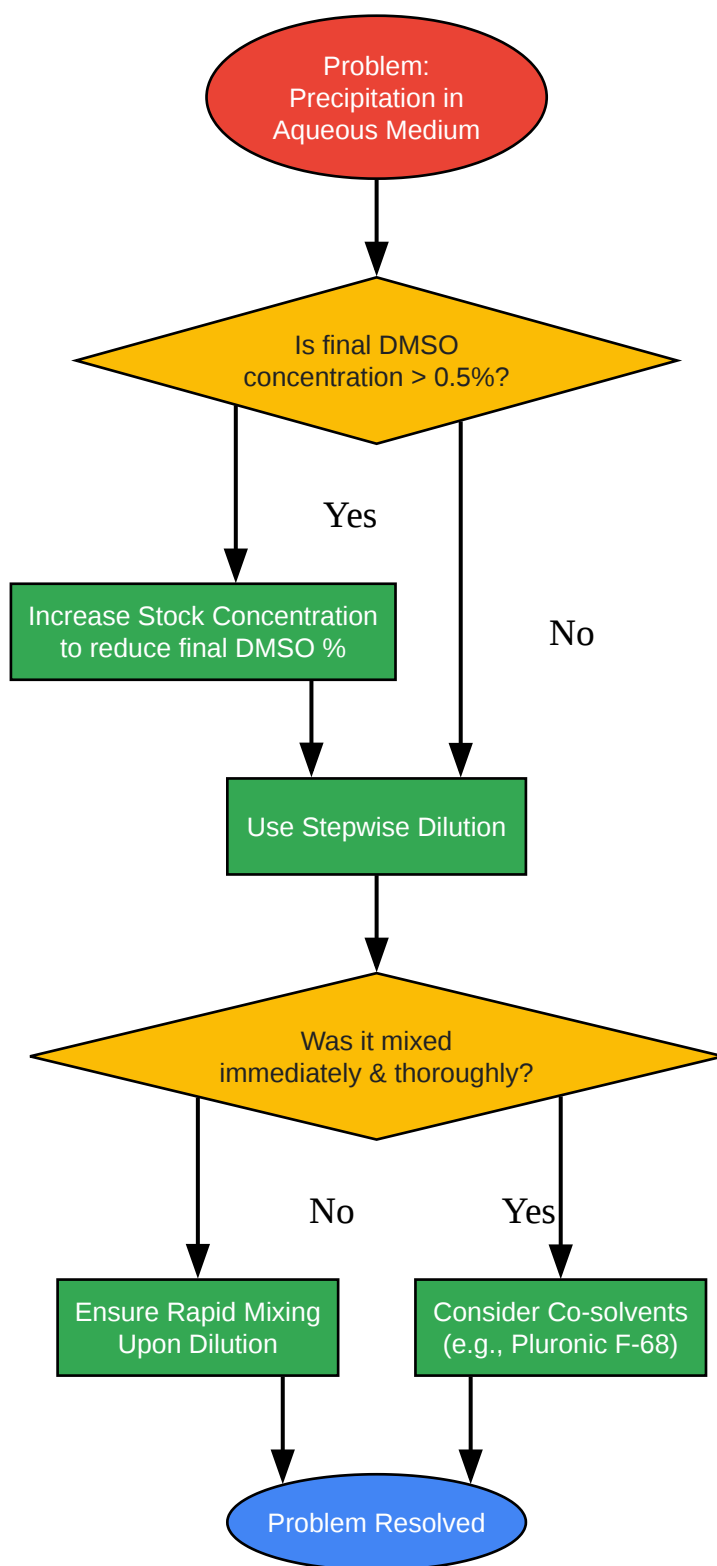 Problem:
Precipitation in
Aqueous Medium
Is final DMSO
concentration > 0.5%?
Yes
Increase Stock Concentration
to reduce final DMSO %
No
Use Stepwise Dilution
Was it mixed
immediately & thoroughly?
No
Yes
Ensure Rapid Mixing
Upon Dilution
Consider Co-solvents
(e.g., Pluronic F-68)
Problem Resolved